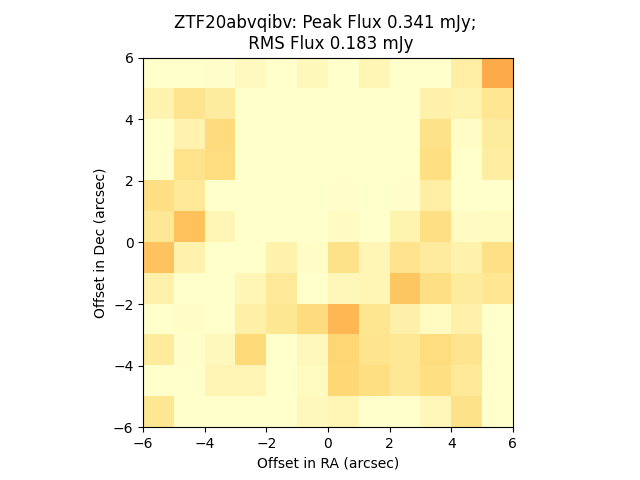 ZTF20abvqibv: Peak Flux 0.341 mJy;
RMS Flux 0.183 mJy
6
4
2
0
−2
−4
−6
Offset in Dec (arcsec)
−6 −4 −2 0 2 4 6
Offset in RA (arcsec)